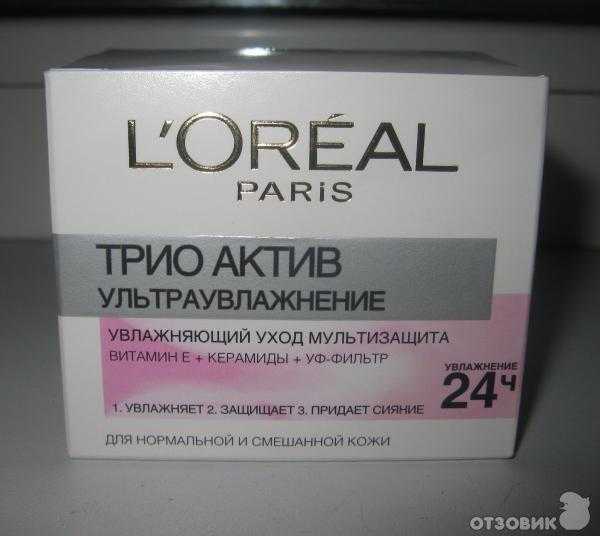 L'ORÉAL
PARiS
ТРИО АКТИВ
УЛЬТРАУВЛАЖНЕНИЕ
УВЛАЖНЯЮЩИЙ УХОД МУЛЬТИЗАЩИТА
ВИТАМИН Е + КЕРАМИДЫ + УФ-ФИЛЬТР
УВЛАЖНЕНИЕ
24Ч
1. УВЛАЖНЯЕТ 2. ЗАЩИЩАЕТ 3. ПРИДАЕТ СИЯНИЕ
ДЛЯ НОРМАЛЬНОЙ И СМЕШАННОЙ КОЖИ
ОТЗОВИК